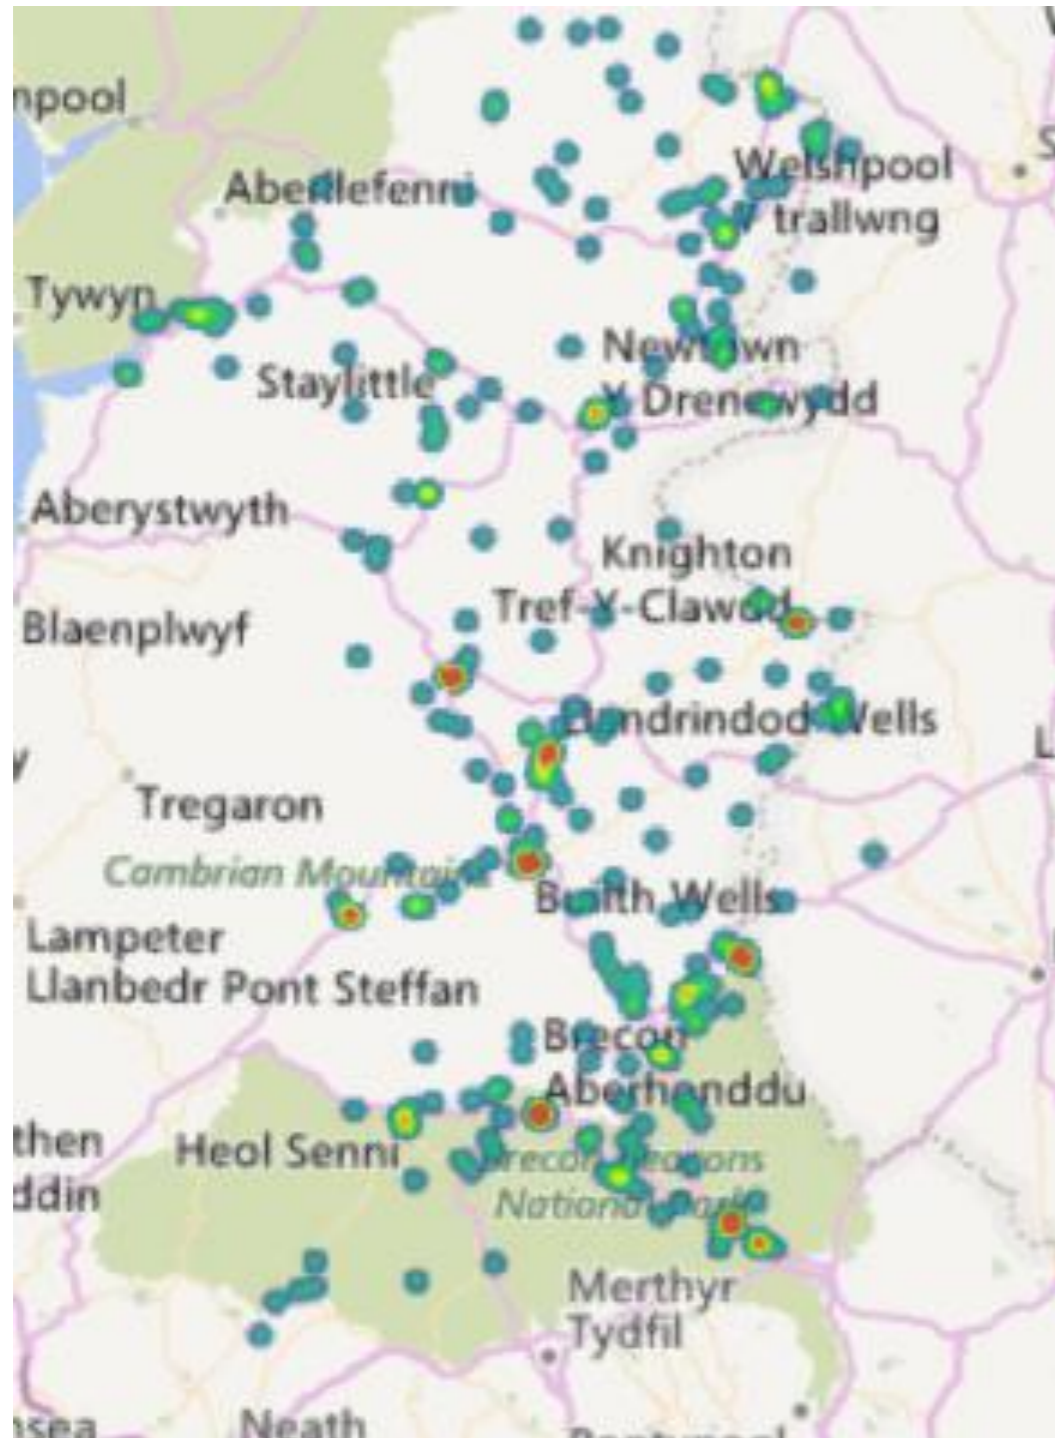 npool
Aberllefenni
Welshpool
Y trallwng
Tywyn
Newtown
Y Drenewydd
Staylittle
Aberystwyth
Knighton
Tref-Y-Clawdd
Blaenplwyf
Llandrindod Wells
y
L
Tregaron
Cambrian Mountains
Builth Wells
Lampeter
Llanbedr Pont Steffan
Brecon
Aberhonddu
then
ddin
Heol Senni
Brecon Beacons
National Park
Merthyr
Tydfil
nsea
Neath
Pontypool